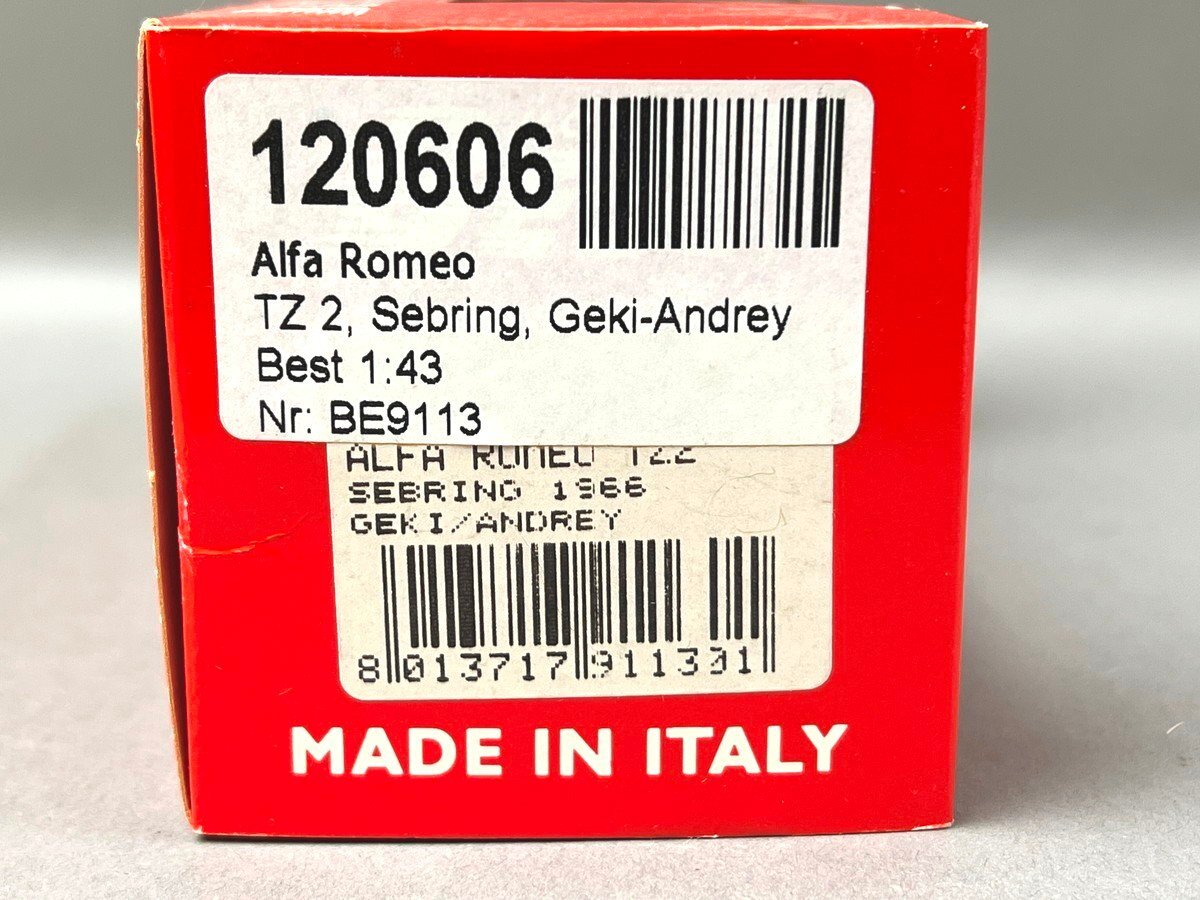 120606
Alfa Romeo
TZ 2, Sebring, Geki-Andrey
Best 1:43
Nr: BE9113
ALFA ROMEO TZ2
SEBRING 1966
GEKI/ANDREY
8 013717 911301
MADE IN ITALY